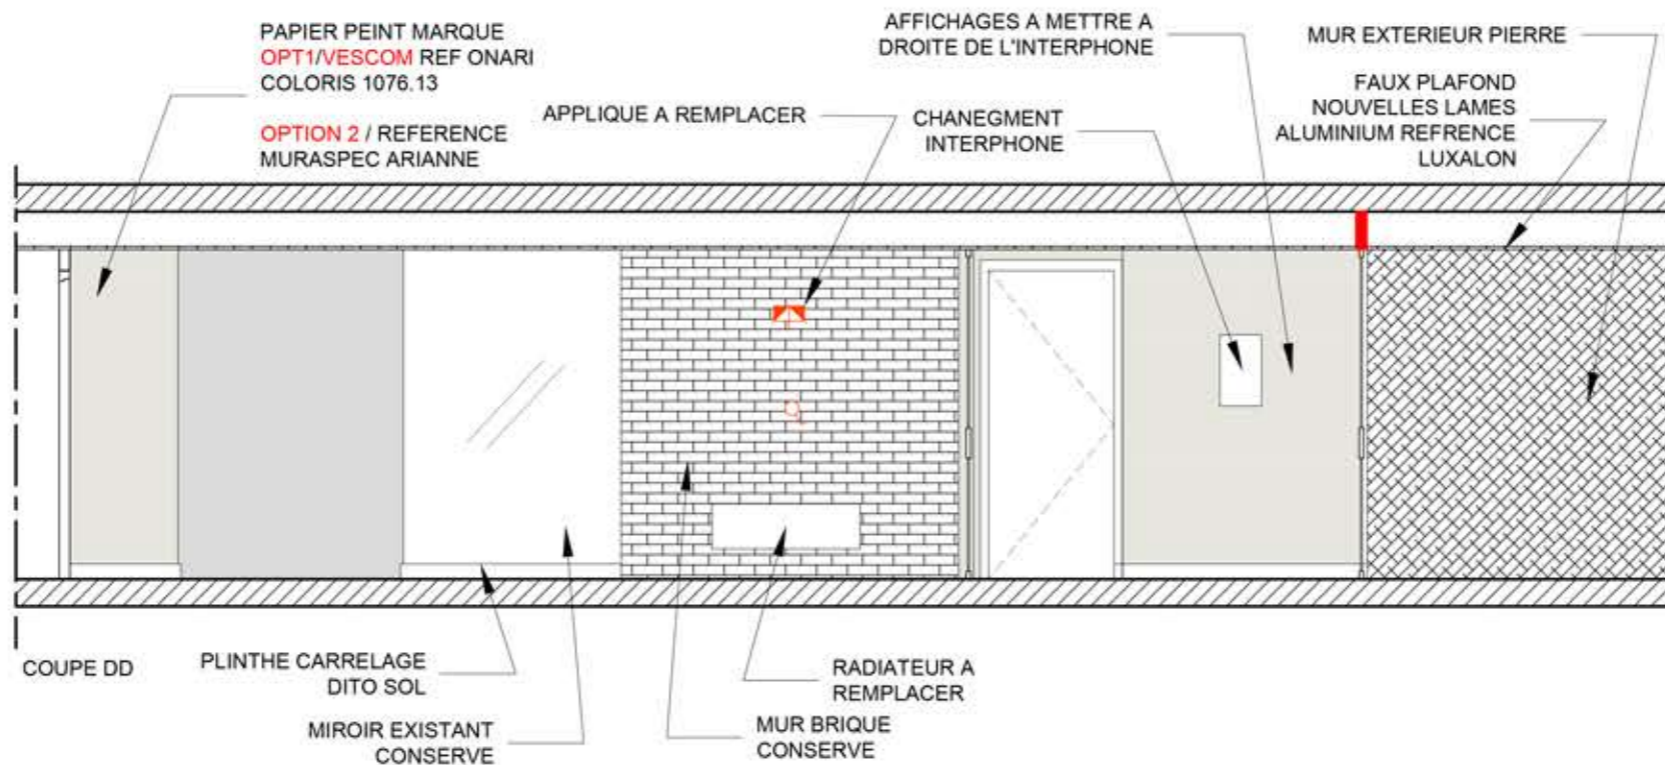 PAPIER PEINT MARQUE
OPT1/VESCOM REF ONARI
COLORIS 1076.13
OPTION 2 / REFERENCE
MURASPEC ARIANNE
APPLIQUE A REMPLACER
AFFICHAGES A METTRE A
DROITE DE L'INTERPHONE
CHANEGMENT
INTERPHONE
MUR EXTERIEUR PIERRE
FAUX PLAFOND
NOUVELLES LAMES
ALUMINIUM REFRENCE
LUXALON
COUPE DD
PLINTHE CARRELAGE
DITO SOL
MIROIR EXISTANT
CONSERVE
MUR BRIQUE
CONSERVE
RADIATEUR A
REMPLACER